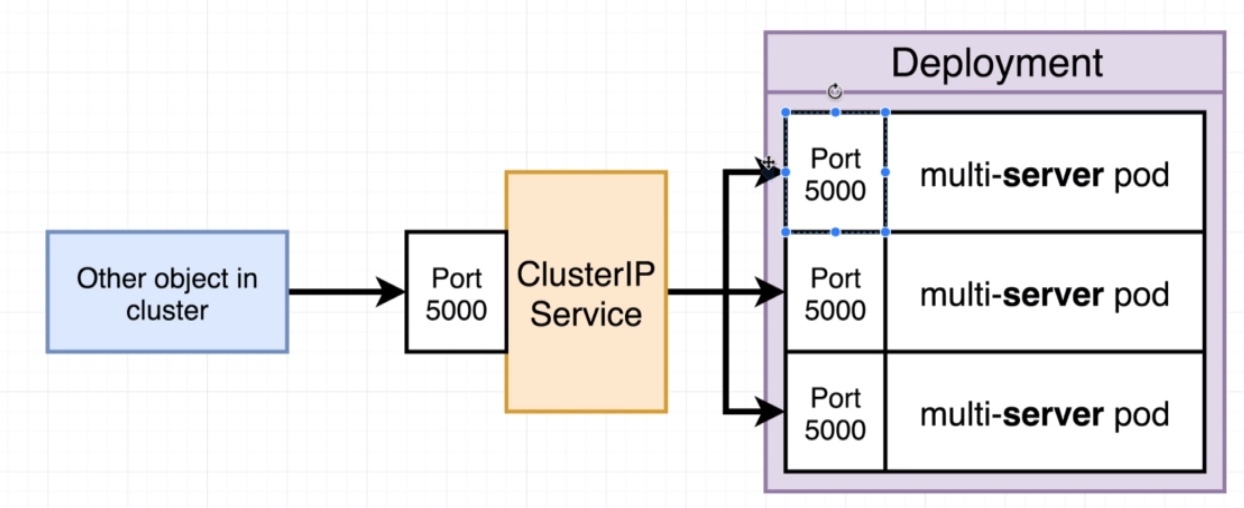 Deployment
Port
5000
multi-server pod
Other object in
cluster
Port
5000
ClusterIP
Service
Port
5000
multi-server pod
Port
5000
multi-server pod